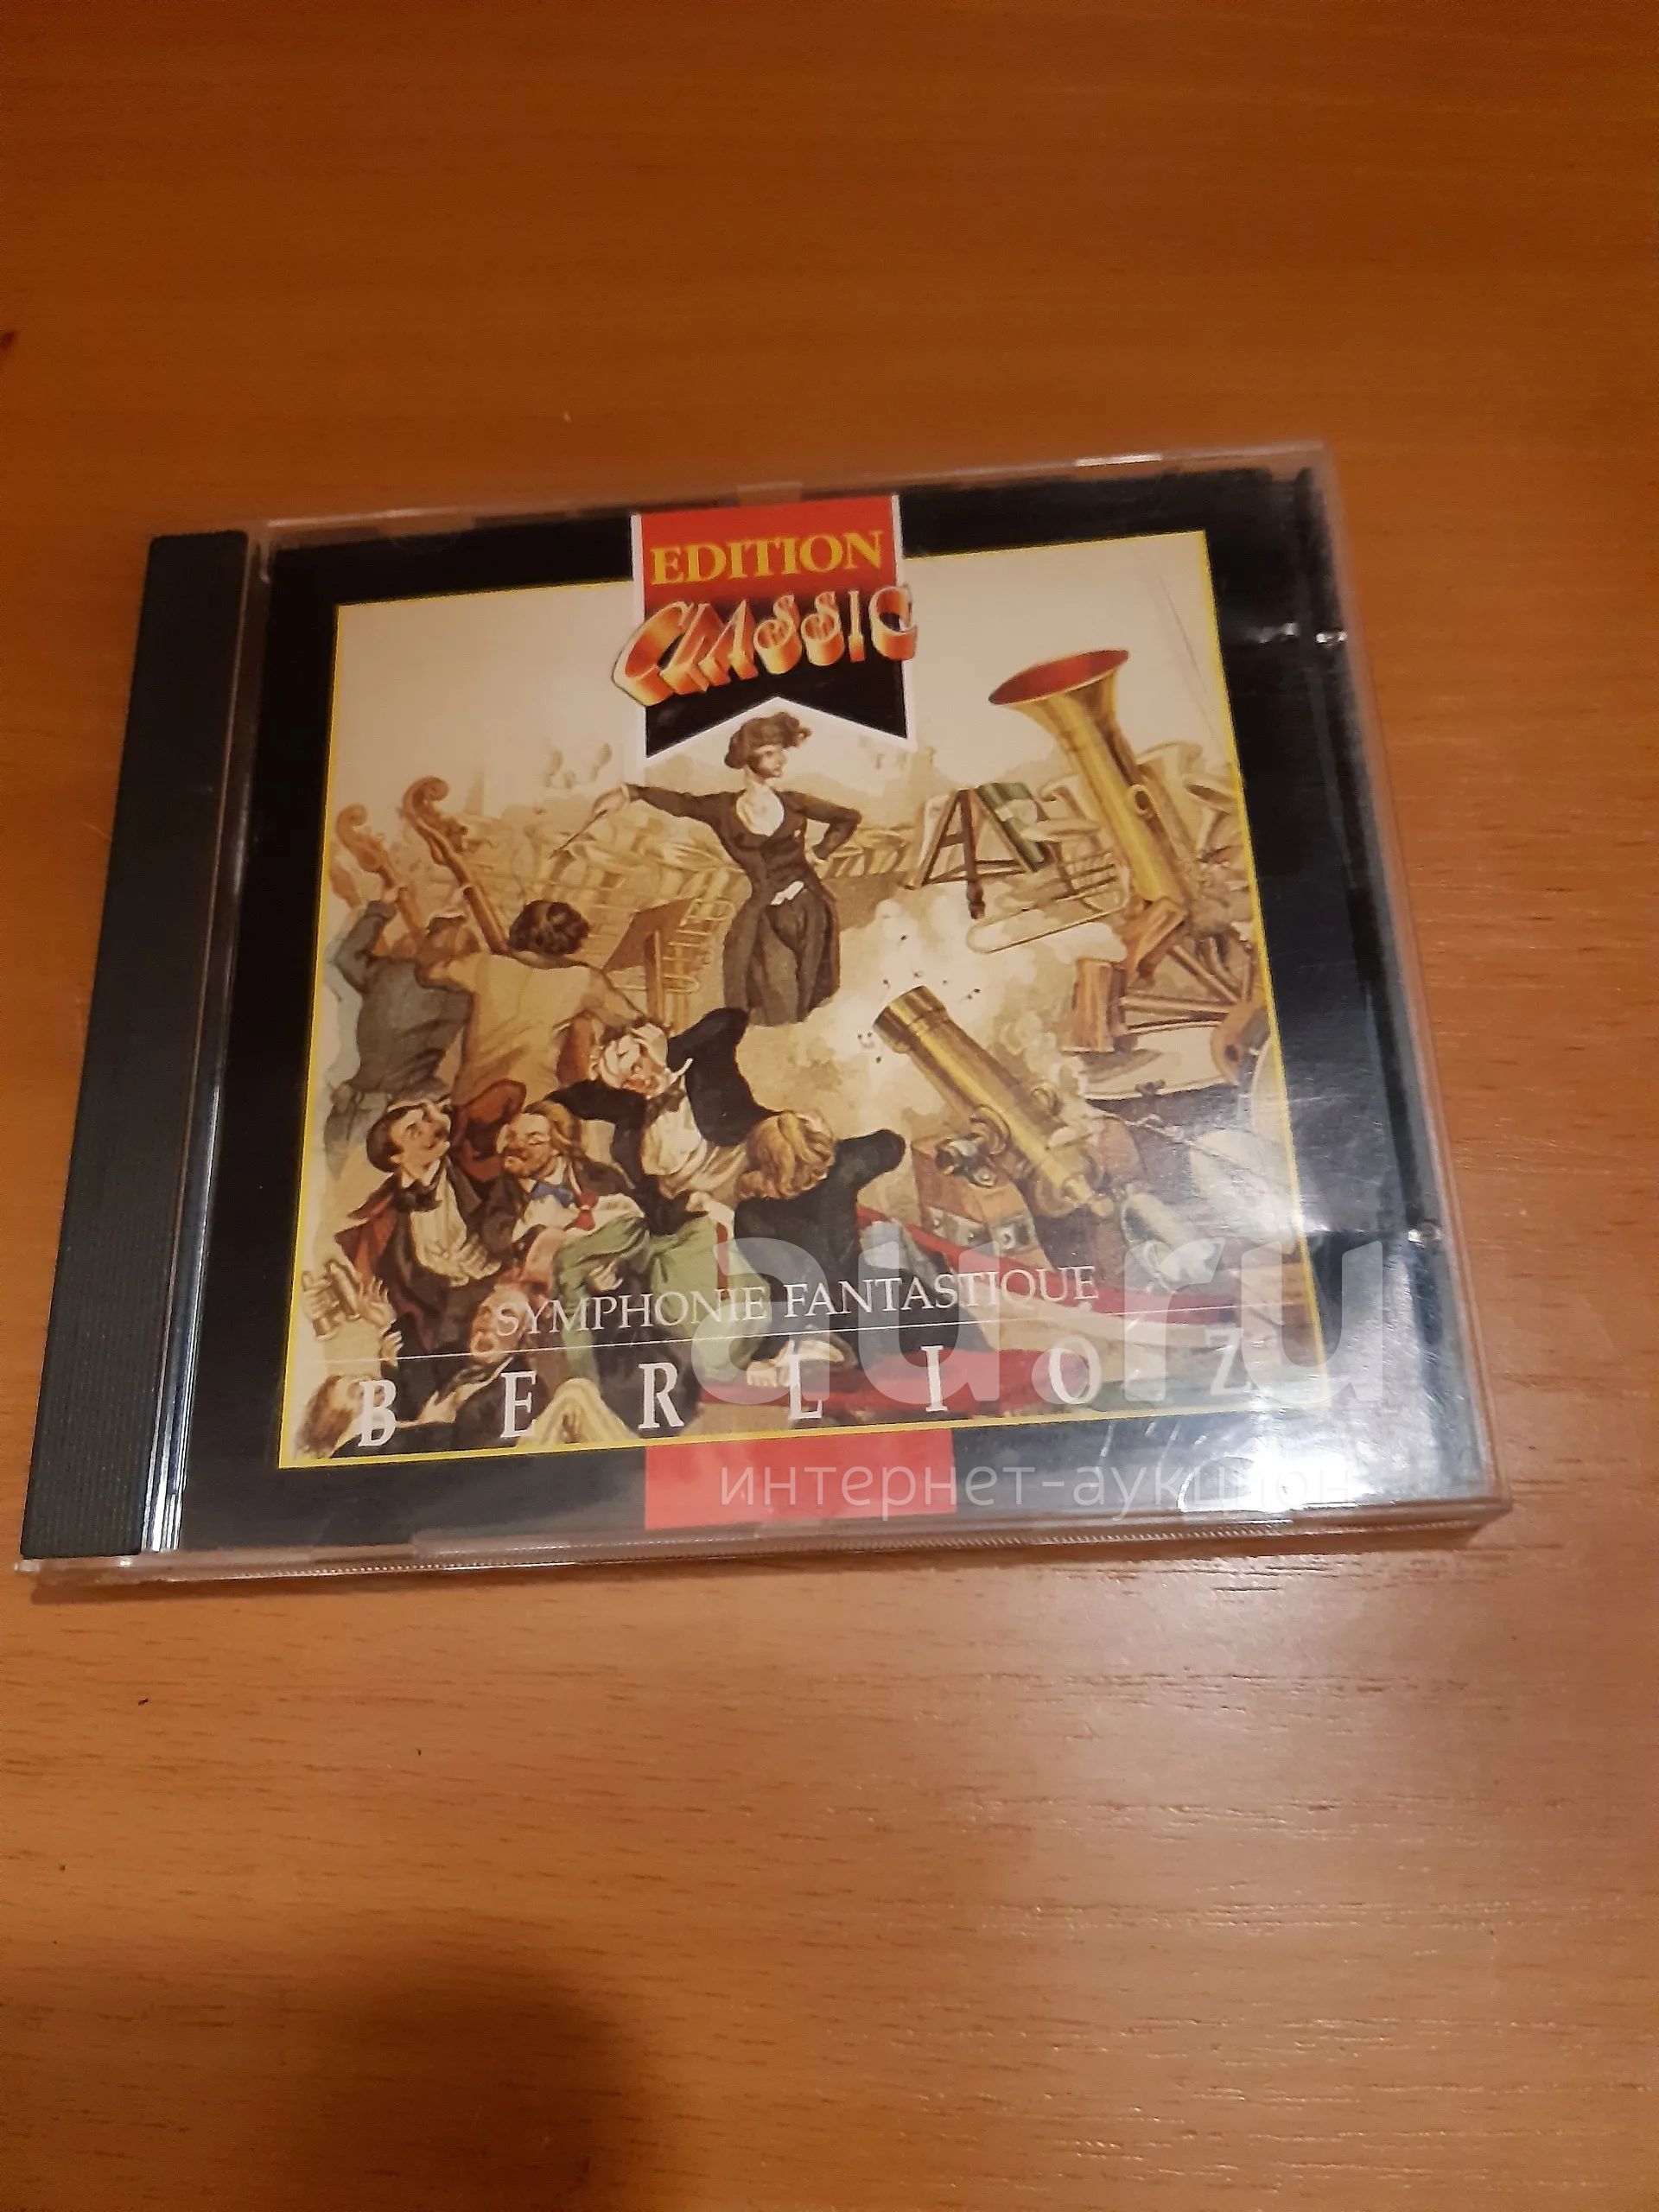 EDITION
CLASSIC
SYMPHONIE FANTASTIQUE
BERLIOZ
au.ru
интернет-аукцион